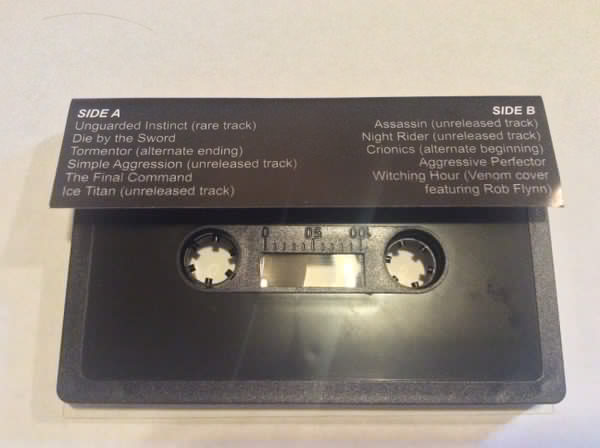 SIDE A
Unguarded Instinct (rare track)
Die by the Sword
Tormentor (alternate ending)
Simple Aggression (unreleased track)
The Final Command
Ice Titan (unreleased track)
SIDE B
Assassin (unreleased track)
Night Rider (unreleased track)
Crionics (alternate beginning)
Aggressive Perfector
Witching Hour (Venom cover
featuring Rob Flynn)
0 50 100